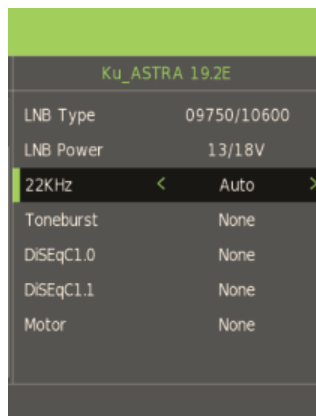 Ku_ASTRA 19.2E
LNB Type 09750/10600
LNB Power 13/18V
22KHz < Auto >
Toneburst None
DiSEqC1.0 None
DiSEqC1.1 None
Motor None